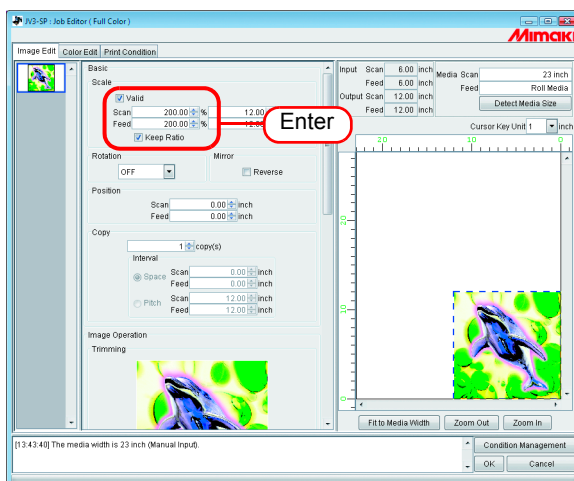 JV3-SP : Job Editor ( Full Color )
Mimaki
Image Edit Color Edit Print Condition
Basic
Scale
Valid
Scan 200.00 % 12.00
Feed 200.00 %
Keep Ratio
Enter
Rotation Mirror
OFF Reverse
Position
Scan 0.00 inch
Feed 0.00 inch
Copy
1 copy(s)
Interval
Space Scan 0.00 inch
Feed 0.00 inch
Pitch Scan 12.00 inch
Feed 12.00 inch
Image Operation
Trimming
Input Scan 6.00 inch
Feed 6.00 inch
Output Scan 12.00 inch
Feed 12.00 inch
Media Scan 23 inch
Feed Roll Media
Detect Media Size
Cursor Key Unit 1 inch
20 10 0
20
10
0
Fit to Media Width Zoom Out Zoom In
[13:43:40] The media width is 23 inch (Manual Input).
Condition Management
OK Cancel